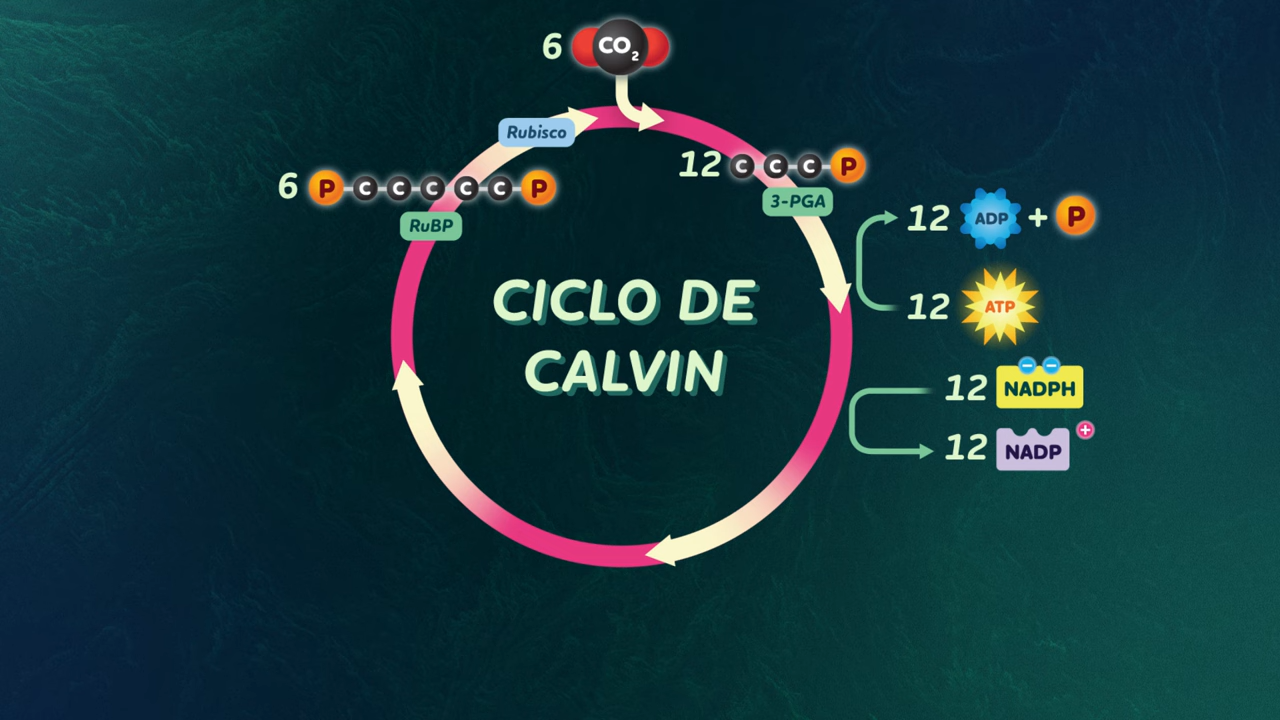 6 CO2
Rubisco
6 P C C C C C P
RuBP
12 C C C P
3-PGA
12 ADP + P
12 ATP
CICLO DE
CALVIN
12 NADPH
12 NADP +